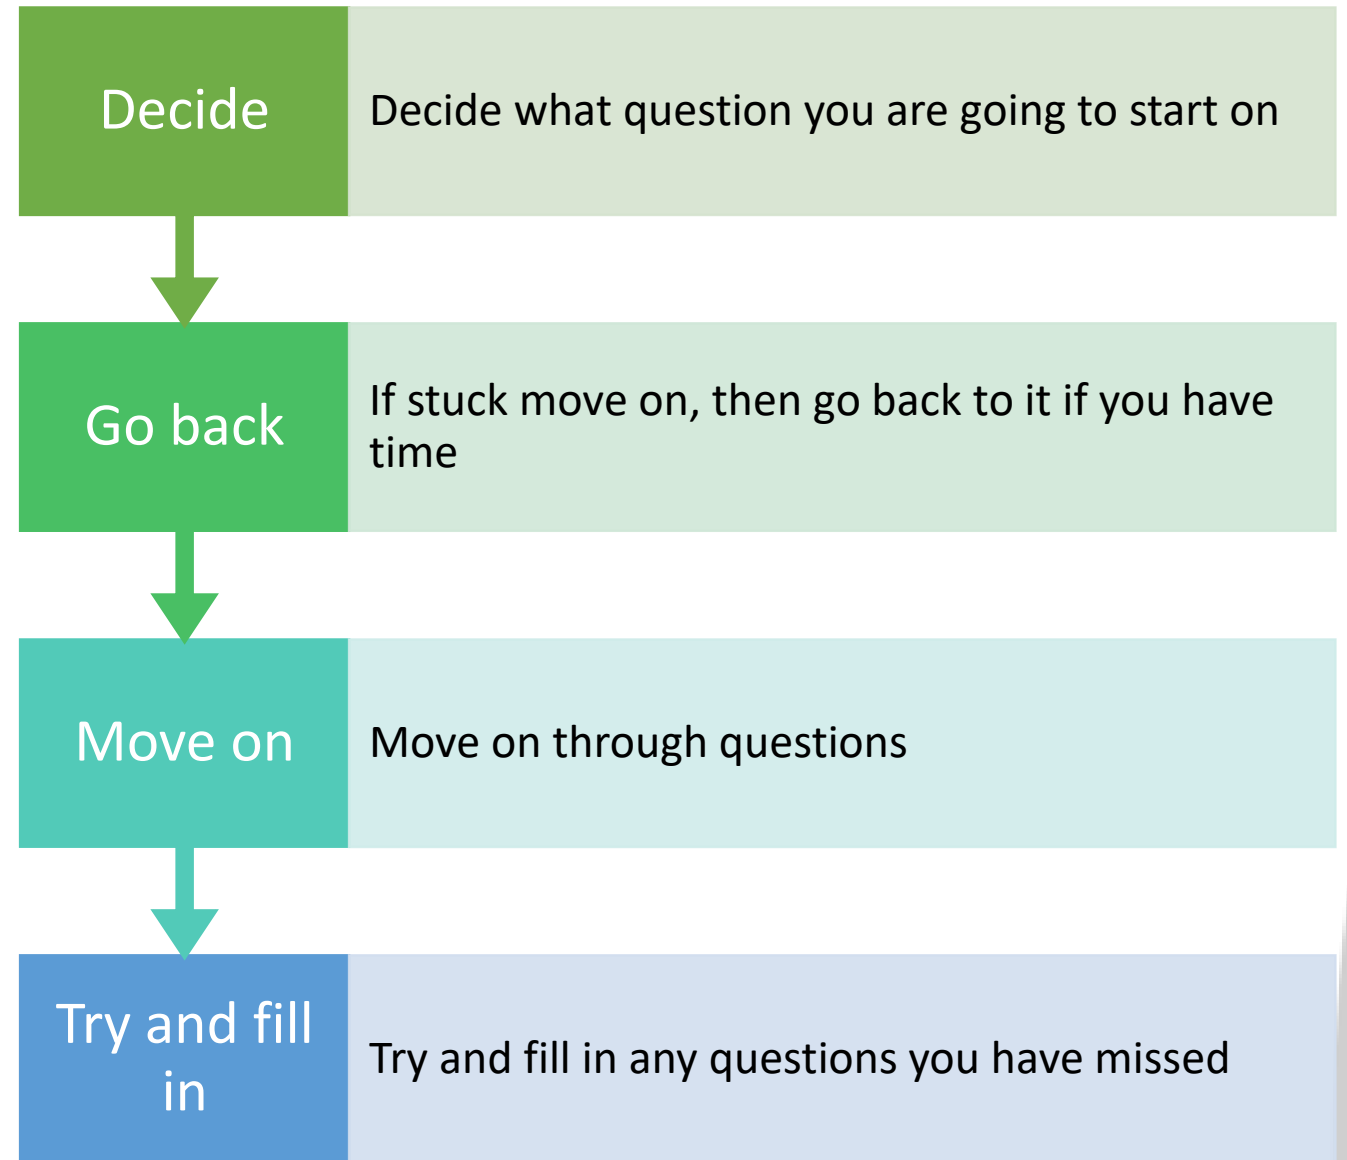 Decide
Decide what question you are going to start on
Go back
If stuck move on, then go back to it if you have
time
Move on
Move on through questions
Try and fill
in
Try and fill in any questions you have missed